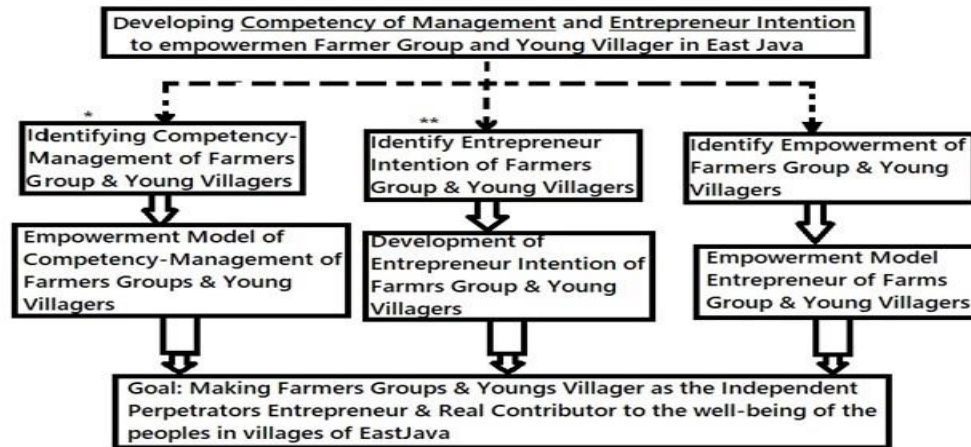 Developing Competency of Management and Entrepreneur Intention
to empowermen Farmer Group and Young Villager in East Java
*
Identifying Competency-
Management of Farmers
Group & Young Villagers
**
Identify Entrepreneur
Intention of Farmers
Group & Young Villagers
Identify Empowerment of
Farmers Group & Young
Villagers
Empowerment Model of
Competency-Management of
Farmers Groups & Young
Villagers
Development of
Entrepreneur Intention of
Farmrs Group & Young
Villagers
Empowerment Model
Entrepreneur of Farms
Group & Young Villagers
Goal: Making Farmers Groups & Youngs Villager as the Independent
Perpetrators Entrepreneur & Real Contributor to the well-being of the
peoples in villages of EastJava